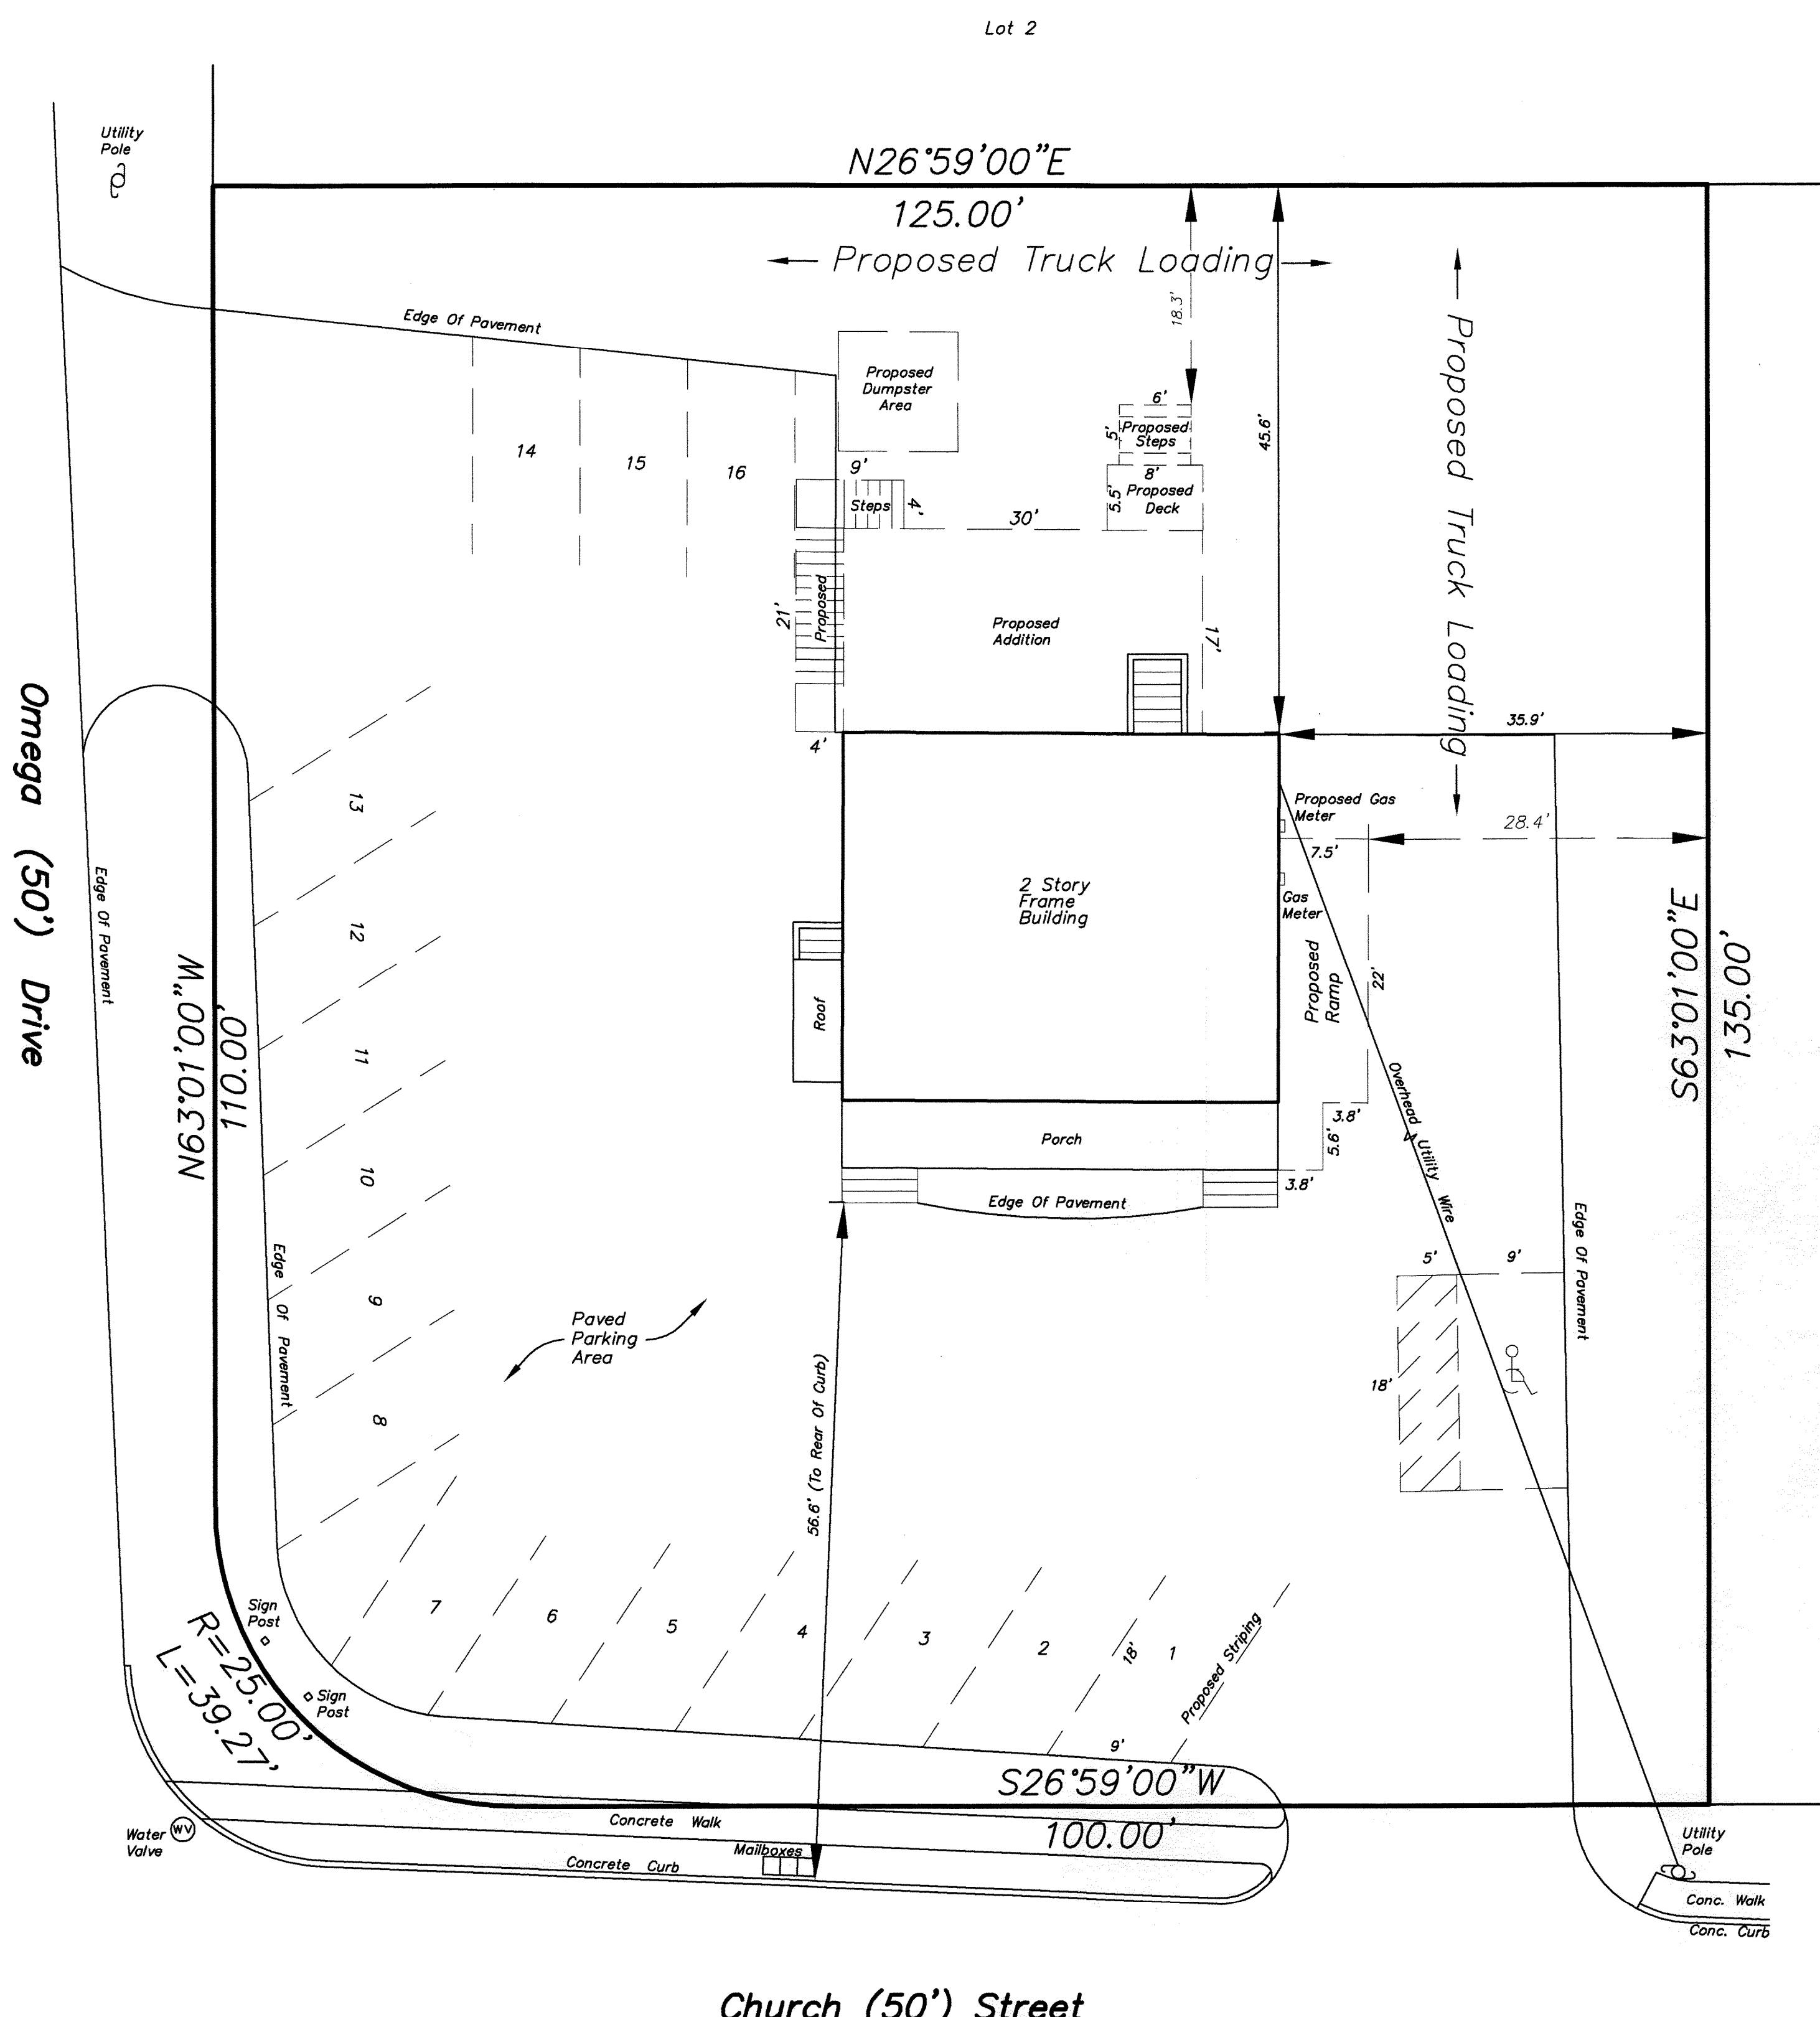 Lot 2
Utility
Pole
N26°59'00"E
125.00'
Proposed Truck Loading
18.3'
45.6'
Proposed Truck Loading
Edge Of Pavement
Proposed
Dumpster
Area
6'
5'
Proposed
Steps
8'
5.5'
Proposed
Deck
14
15
16
9'
Steps
4'
30'
21'
Proposed
Proposed
Addition
17'
4'
35.9'
Proposed Gas
Meter
28.4'
7.5'
Gas
Meter
2 Story
Frame
Building
Proposed
Ramp
22'
S63°01'00"E
135.00'
Omega (50') Drive
Edge Of Pavement
N63°01'00"W
110.00'
13
12
11
10
9
8
Edge Of Pavement
Roof
Porch
3.8'
5.6'
3.8'
Edge Of Pavement
Overhead Utility Wire
Edge Of Pavement
5'
9'
18'
Paved
Parking
Area
56.6' (To Rear Of Curb)
7
6
5
4
3
2
18'
1
Proposed Striping
9'
Sign
Post
Sign
Post
R=25.00'
L=39.27'
S26°59'00"W
100.00'
Concrete Walk
Mailboxes
Concrete Curb
Water
Valve
WV
Utility
Pole
Conc. Walk
Conc. Curb
Church (50') Street